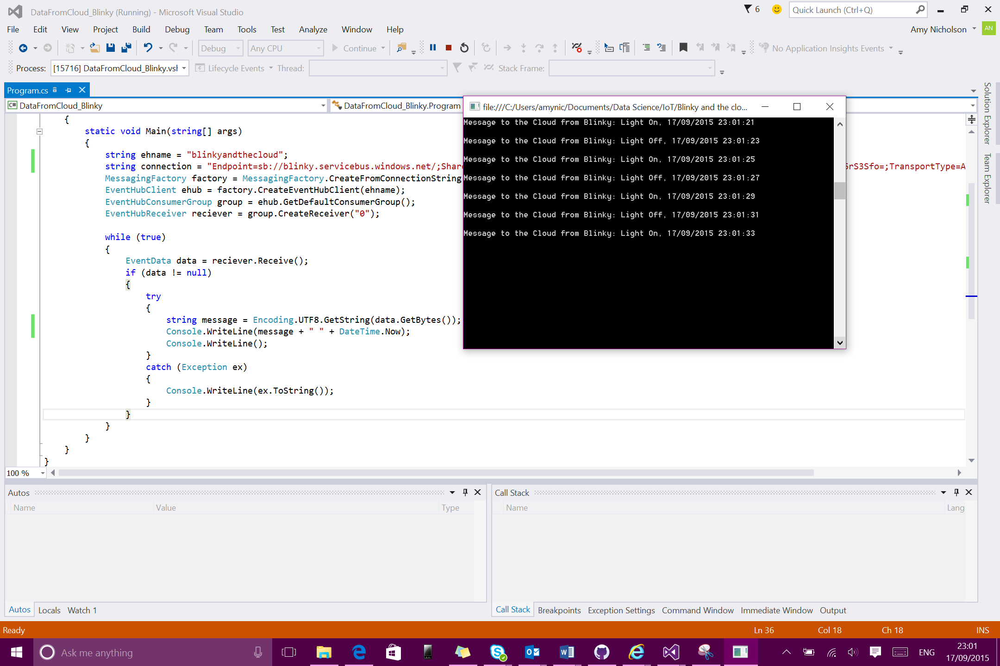 DataFromCloud_Blinky (Running) - Microsoft Visual Studio
6
Quick Launch (Ctrl+Q)
File Edit View Project Build Debug Team Tools Test Analyze Window Help
Amy Nicholson
AN
Debug
Any CPU
Continue
No Application Insights Events
Process: [15716] DataFromCloud_Blinky.vsh
Lifecycle Events
Thread:
Stack Frame:
Program.cs
C# DataFromCloud_Blinky
DataFromCloud_Blinky.Program
Solution Explorer
Team Explorer
{
static void Main(string[] args)
{
string ehname = "blinkyandthecloud";
string connection = "Endpoint=sb://blinky.servicebus.windows.net/;Share
rS3Sfo=;TransportType=A
MessagingFactory factory = MessagingFactory.CreateFromConnectionString
EventHubClient ehub = factory.CreateEventHubClient(ehname);
EventHubConsumerGroup group = ehub.GetDefaultConsumerGroup();
EventHubReceiver reciever = group.CreateReceiver("0");
while (true)
{
EventData data = reciever.Receive();
if (data != null)
{
try
{
string message = Encoding.UTF8.GetString(data.GetBytes());
Console.WriteLine(message + " " + DateTime.Now);
Console.WriteLine();
}
catch (Exception ex)
{
Console.WriteLine(ex.ToString());
}
}
}
}
}
}
file:///C:/Users/amynic/Documents/Data Science/IoT/Blinky and the clo...
Message to the Cloud from Blinky: Light On, 17/09/2015 23:01:21
Message to the Cloud from Blinky: Light Off, 17/09/2015 23:01:23
Message to the Cloud from Blinky: Light On, 17/09/2015 23:01:25
Message to the Cloud from Blinky: Light Off, 17/09/2015 23:01:27
Message to the Cloud from Blinky: Light On, 17/09/2015 23:01:29
Message to the Cloud from Blinky: Light Off, 17/09/2015 23:01:31
Message to the Cloud from Blinky: Light On, 17/09/2015 23:01:33
100 %
Autos
Name Value Type
Autos Locals Watch 1
Call Stack
Name Lang
Call Stack Breakpoints Exception Settings Command Window Immediate Window Output
Ready
Ln 36 Col 18 Ch 18 INS
Ask me anything
ENG
23:01
17/09/2015